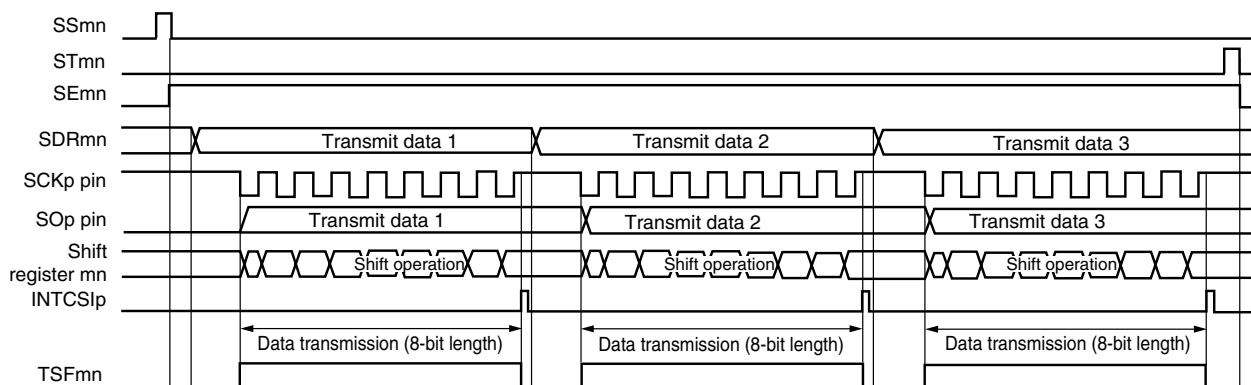 SSmn
STmn
SEmn
SDRmn Transmit data 1 Transmit data 2 Transmit data 3
SCKp pin
SOp pin Transmit data 1 Transmit data 2 Transmit data 3
Shift
register mn Shift operation Shift operation Shift operation
INTCSIp
Data transmission (8-bit length) Data transmission (8-bit length) Data transmission (8-bit length)
TSFmn